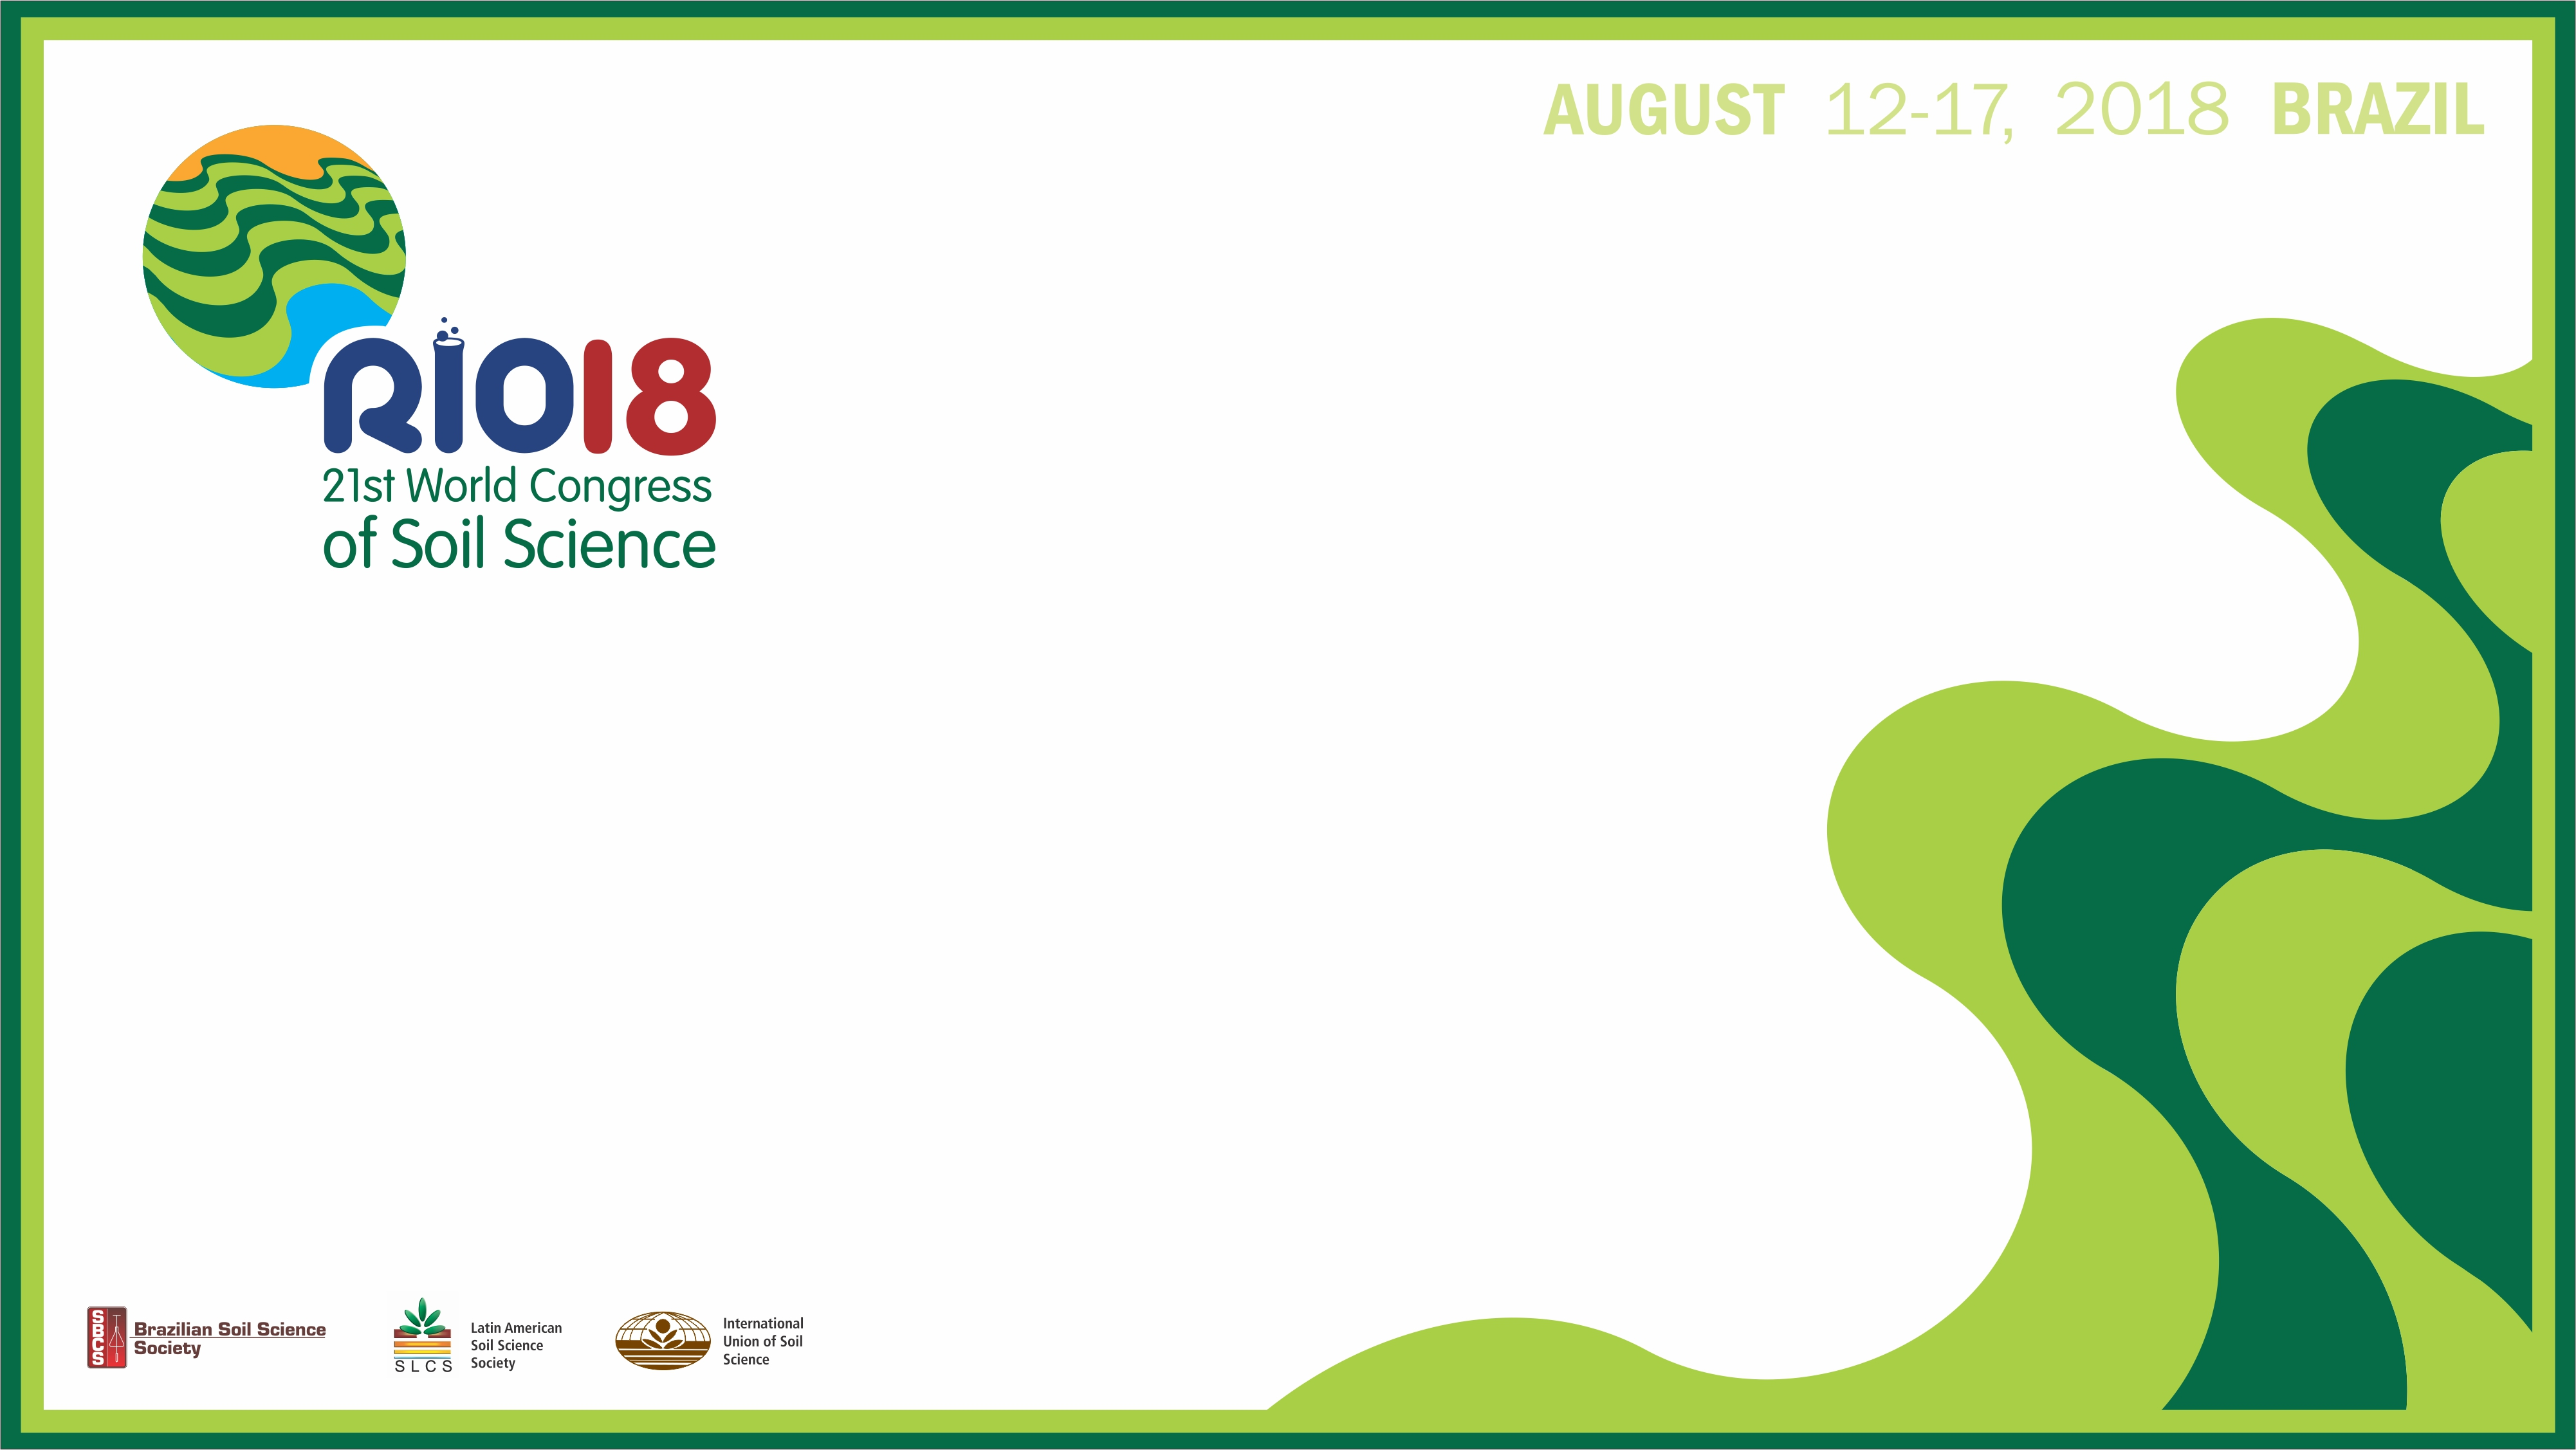 AUGUST 12-17, 2018 BRAZIL
RIO18
21st World Congress
of Soil Science
SBCS
Brazilian Soil Science
Society
SLCS
Latin American
Soil Science
Society
International
Union of Soil
Science